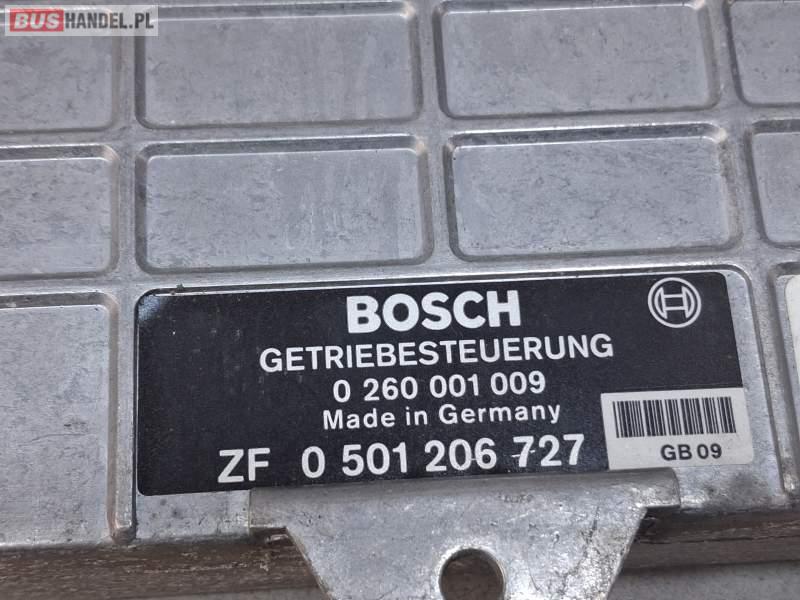 BUSHANDEL.PL
BOSCH
GETRIEBESTEUERUNG
0 260 001 009
Made in Germany
ZF 0 501 206 727
GB 09